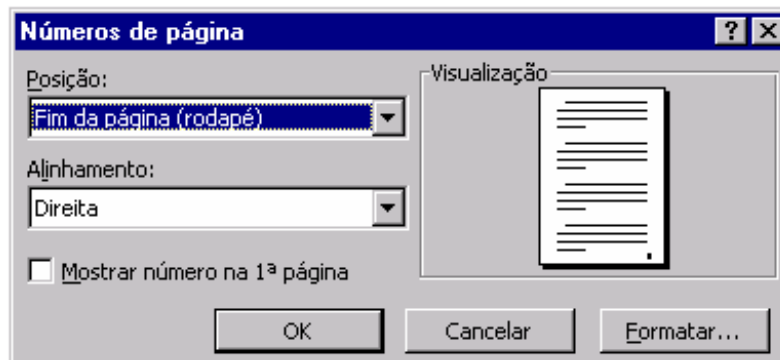 Números de página
Posição:
Fim da página (rodapé)
Alinhamento:
Direita
Mostrar número na 1ª página
Visualização
OK
Cancelar
Formatar...